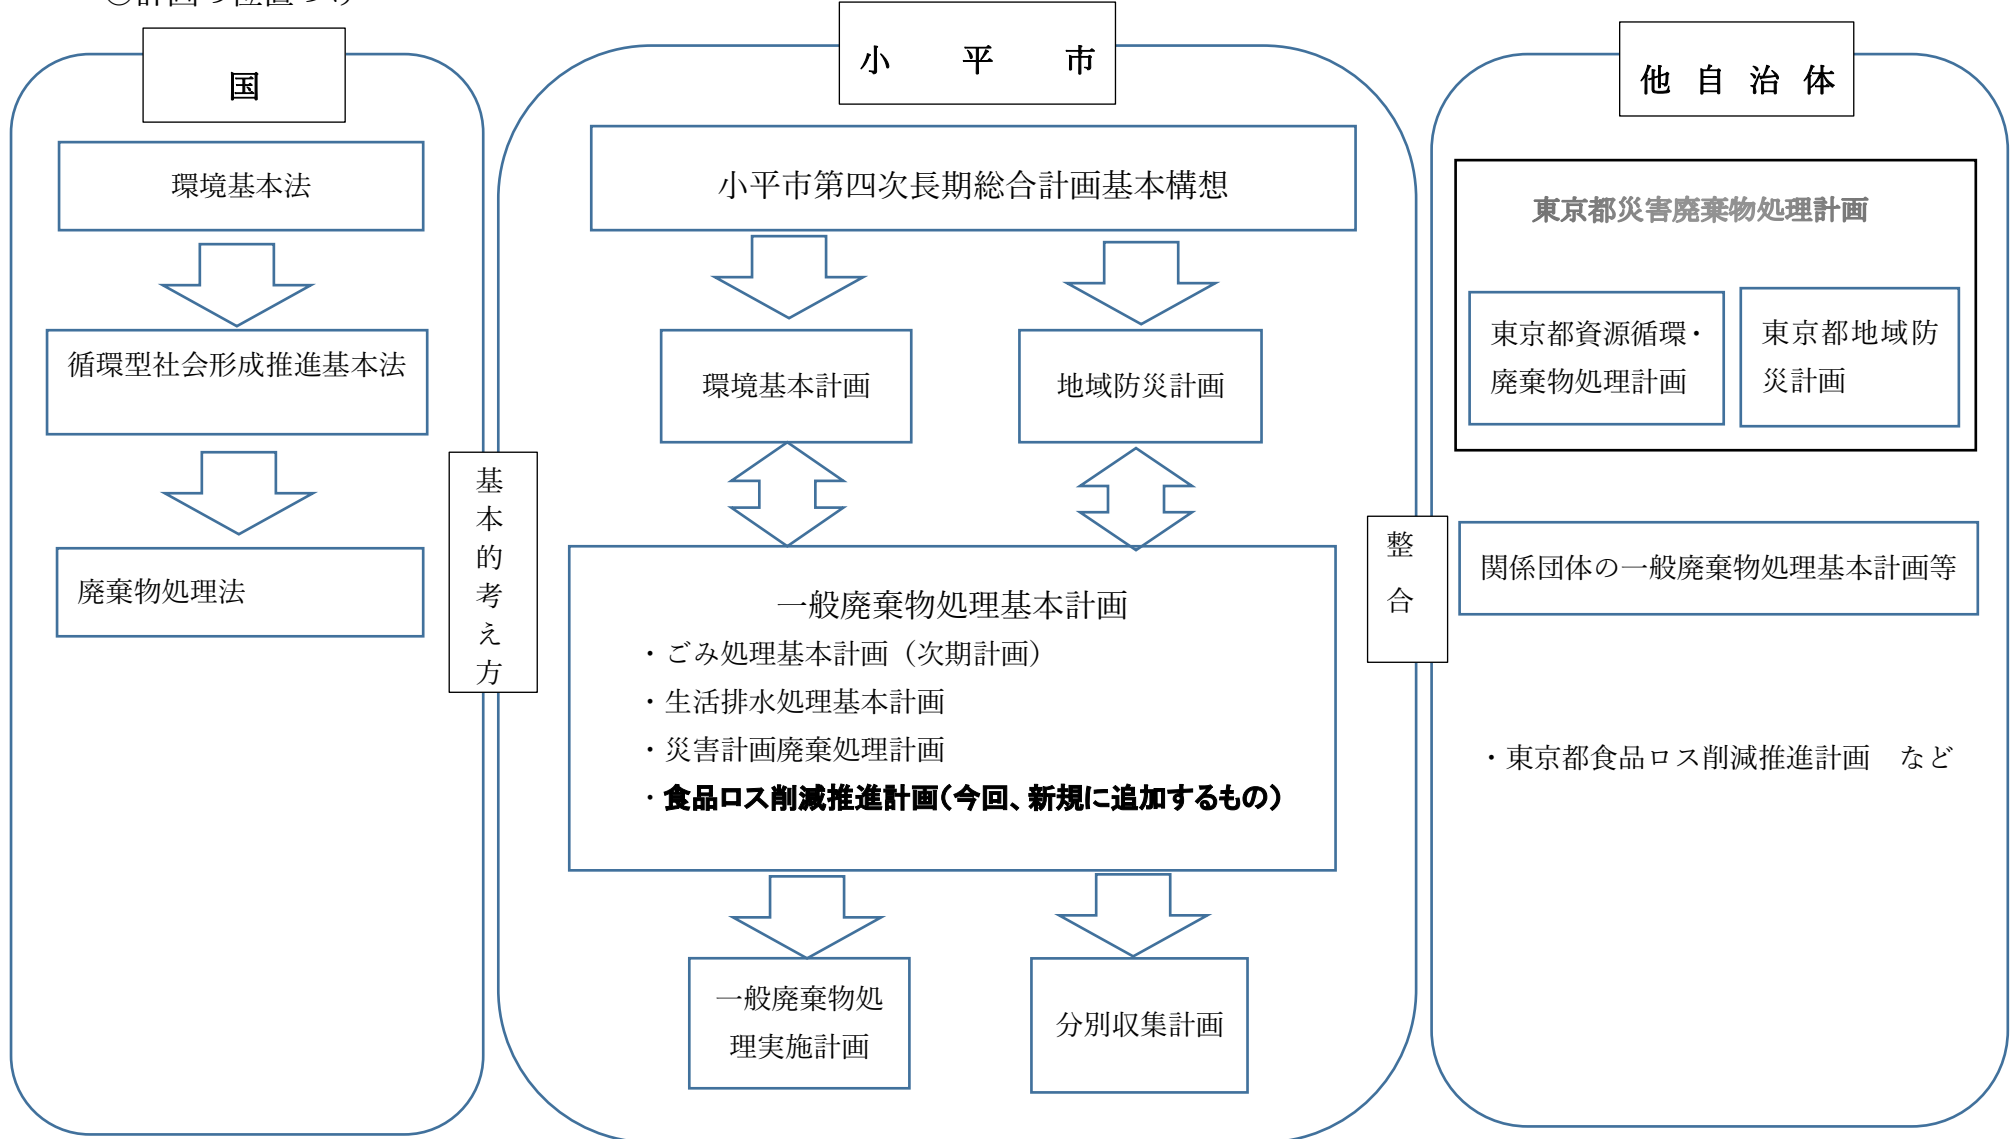 国
環境基本法
循環型社会形成推進基本法
廃棄物処理法
基本的考え方
小平市
小平市第四次長期総合計画基本構想
環境基本計画
地域防災計画
一般廃棄物処理基本計画
・ごみ処理基本計画（次期計画）
・生活排水処理基本計画
・災害計画廃棄処理計画
・食品ロス削減推進計画（今回、新規に追加するもの）
一般廃棄物処
理実施計画
分別収集計画
整合
他自治体
東京都災害廃棄物処理計画
東京都資源循環・
廃棄物処理計画
東京都地域防
災計画
関係団体の一般廃棄物処理基本計画等
・東京都食品ロス削減推進計画　など